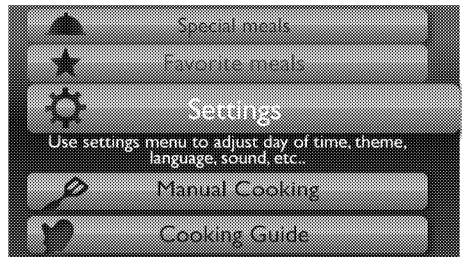 Special meals
Favorite meals
Settings
Use settings menu to adjust day of time, theme,
language, sound, etc..
Manual Cooking
Cooking Guide